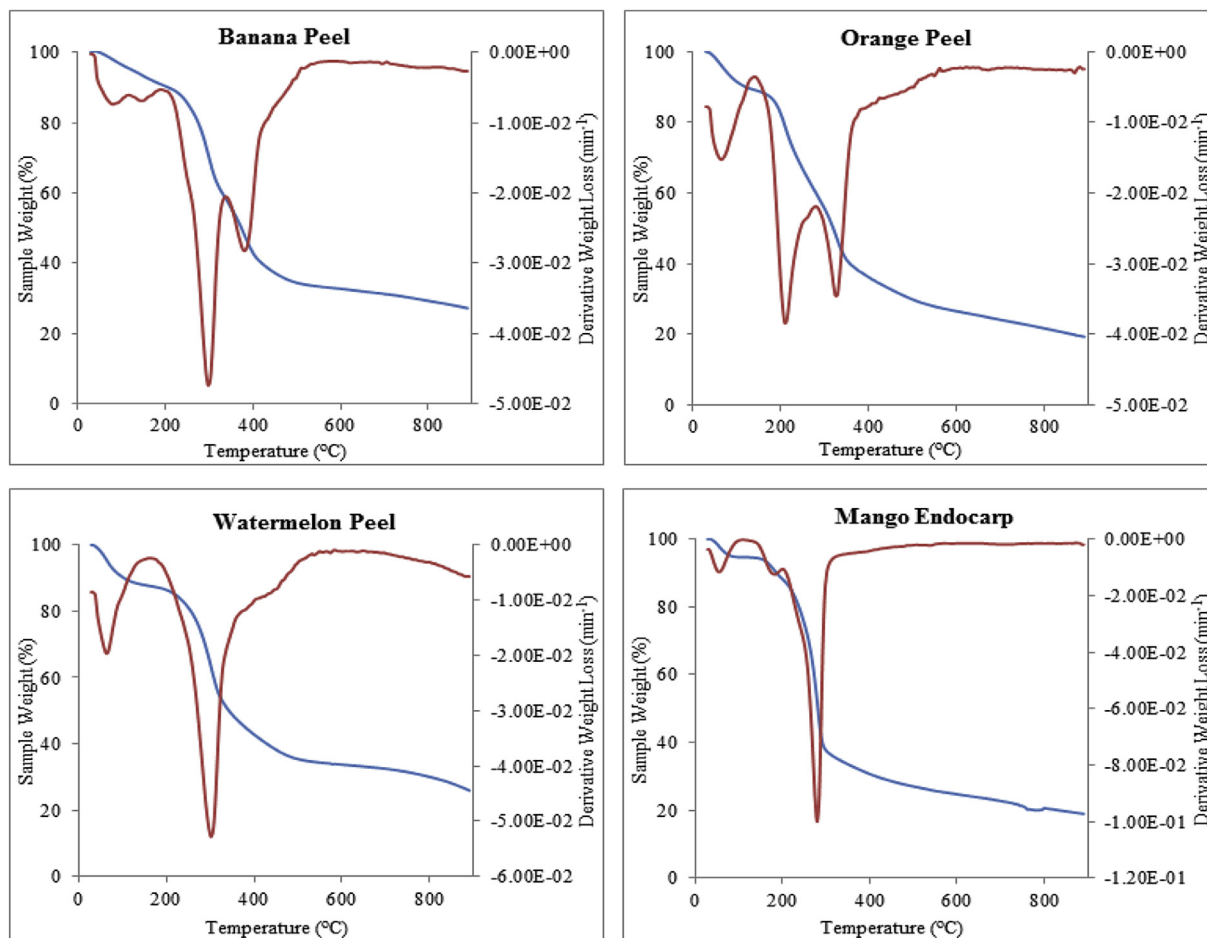 Banana Peel
100
80
60
40
20
0
0
200
400
600
800
Sample Weight (%)
Temperature (°C)
0.00E+00
-1.00E-02
-2.00E-02
-3.00E-02
-4.00E-02
-5.00E-02
Derivative Weight Loss (min⁻¹)
Orange Peel
100
80
60
40
20
0
0
200
400
600
800
Sample Weight (%)
Temperature (°C)
0.00E+00
-1.00E-02
-2.00E-02
-3.00E-02
-4.00E-02
-5.00E-02
Derivative Weight Loss (min⁻¹)
Watermelon Peel
100
80
60
40
20
0
0
200
400
600
800
Sample Weight (%)
Temperature (°C)
0.00E+00
-1.00E-02
-2.00E-02
-3.00E-02
-4.00E-02
-5.00E-02
-6.00E-02
Derivative Weight Loss (min⁻¹)
Mango Endocarp
100
80
60
40
20
0
0
200
400
600
800
Sample Weight (%)
Temperature (°C)
0.00E+00
-2.00E-02
-4.00E-02
-6.00E-02
-8.00E-02
-1.00E-01
-1.20E-01
Derivative Weight Loss (min⁻¹)